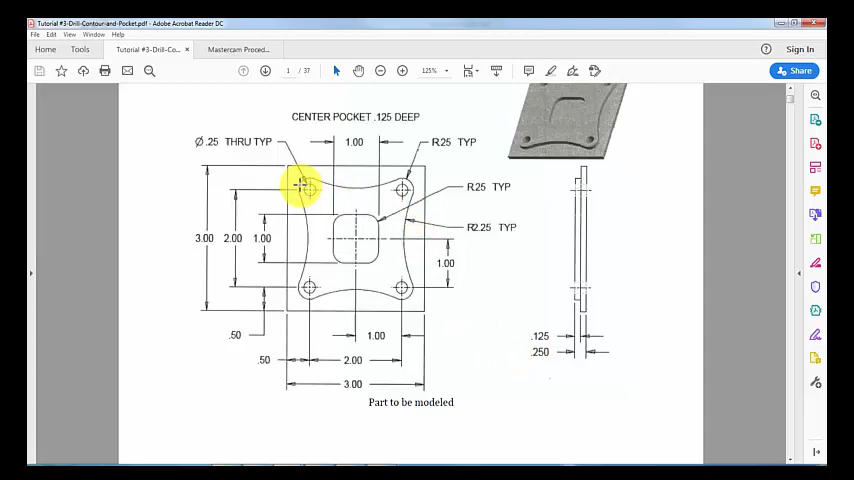 Tutorial #3-Drill-Contour-and-Pocket.pdf - Adobe Acrobat Reader DC
File Edit View Window Help
Home Tools Tutorial #3-Drill-Co... × Mastercam Proced... Sign In
1 / 37 125% Share
CENTER POCKET .125 DEEP
Ø .25 THRU TYP 1.00 R.25 TYP
R.25 TYP
R2.25 TYP
3.00 2.00 1.00
1.00
.50 1.00 .125
.50 2.00 .250
3.00
Part to be modeled